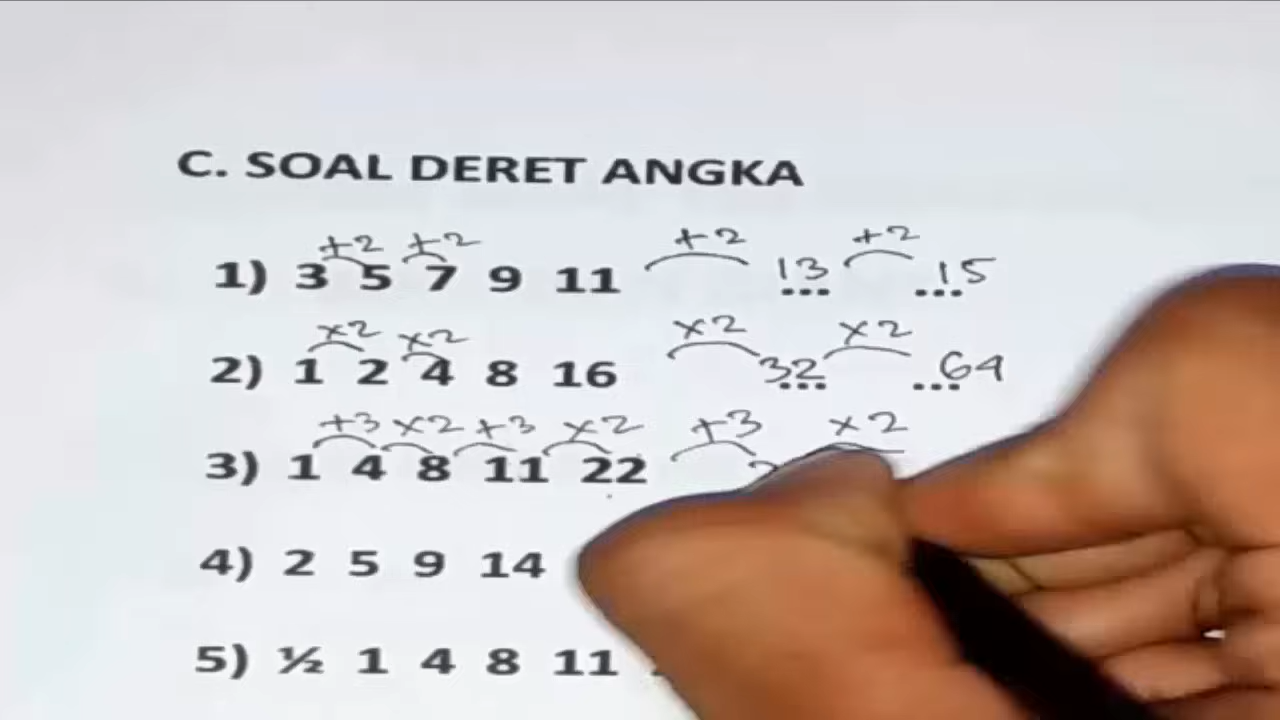 C. SOAL DERET ANGKA
+2 +2 +2 +2
1) 3 5 7 9 11 ...13 ...15
×2 ×2 ×2 ×2
2) 1 2 4 8 16 ...32 ...64
+3 ×2 +3 ×2 +3 ×2
3) 1 4 8 11 22
4) 2 5 9 14
5) ½ 1 4 8 11